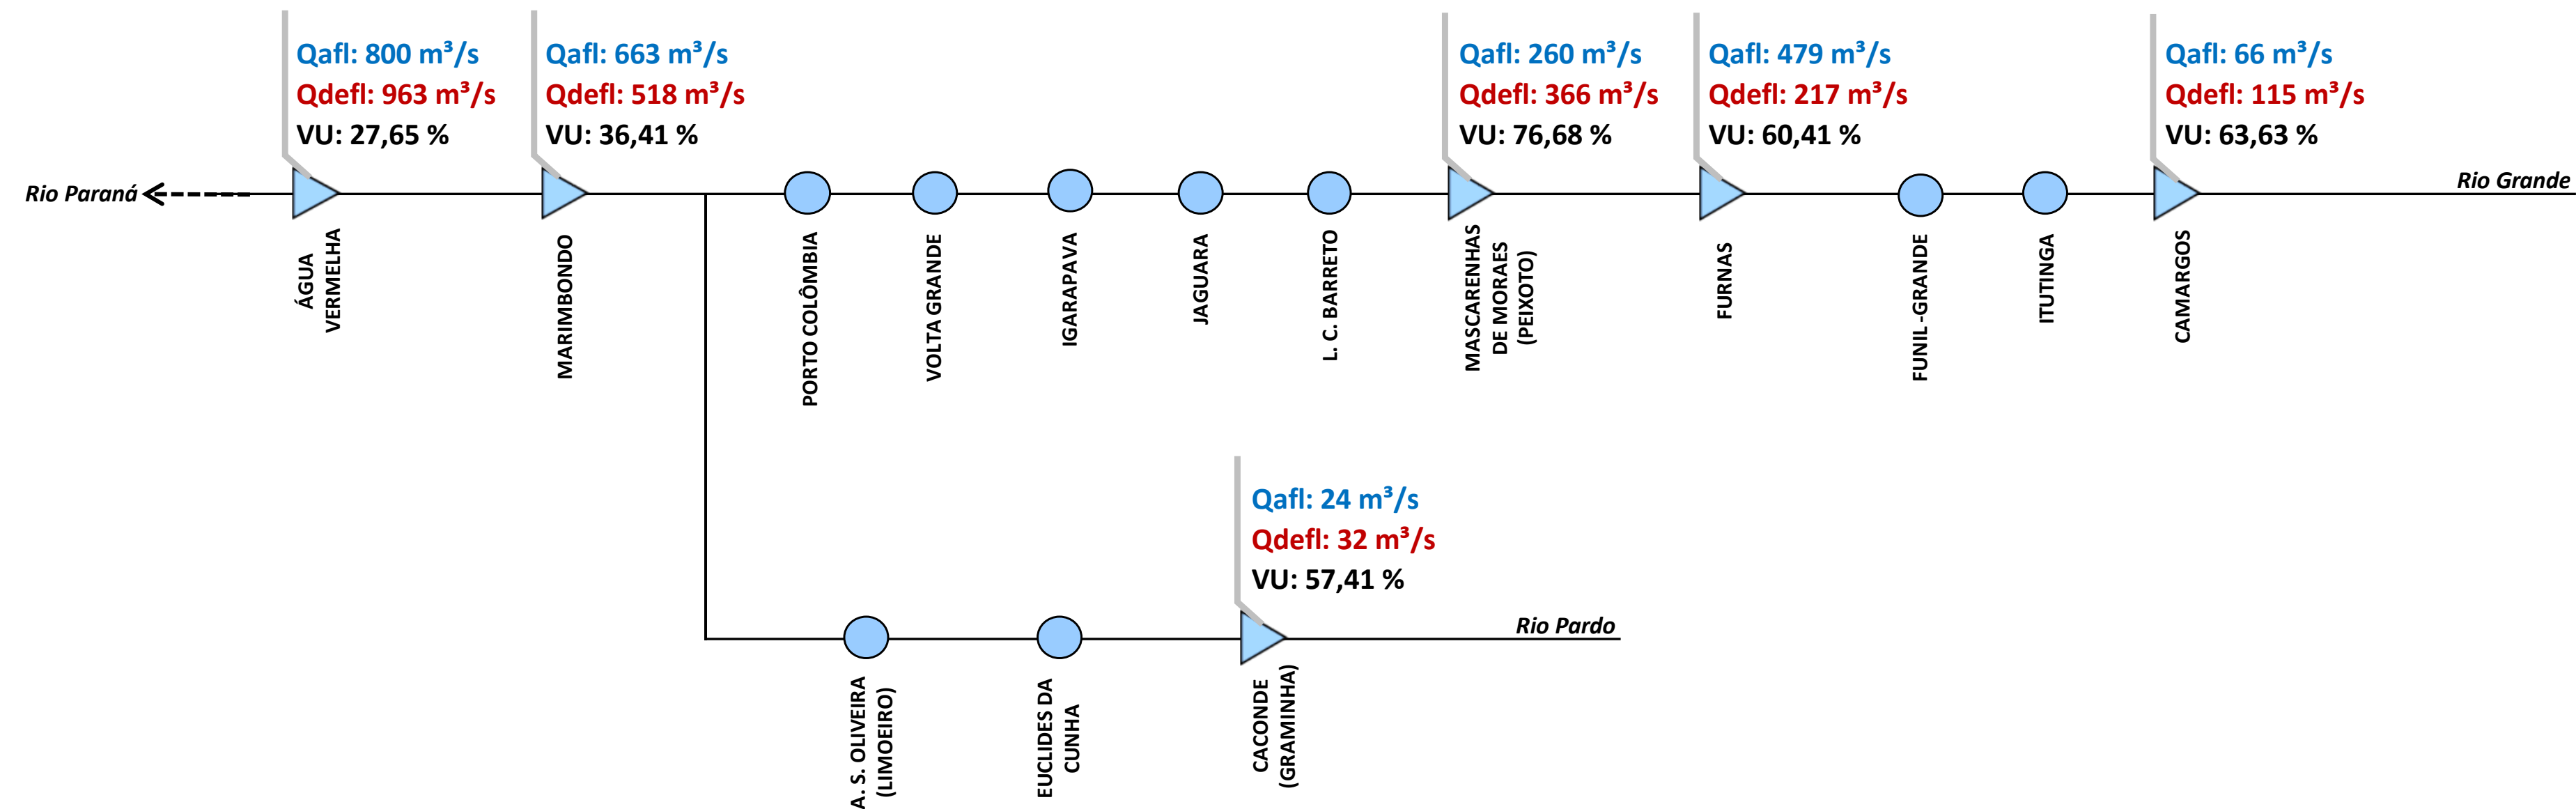 Qafl: 800 m³/s
Qdefl: 963 m³/s
VU: 27,65 %
Qafl: 663 m³/s
Qdefl: 518 m³/s
VU: 36,41 %
Qafl: 260 m³/s
Qdefl: 366 m³/s
VU: 76,68 %
Qafl: 479 m³/s
Qdefl: 217 m³/s
VU: 60,41 %
Qafl: 66 m³/s
Qdefl: 115 m³/s
VU: 63,63 %
Rio Paraná
Rio Grande
ÁGUA
VERMRLHA
MARIMBONDO
PORTO COLÔMBIA
VOLTA GRANDE
IGARAPAVA
JAGUARA
L. C. BARRETO
MASCARENHAS
DE MORAES
(PEIXOTO)
FURNAS
FUNIL -GRANDE
ITUTINGA
CAMARGOS
Qafl: 24 m³/s
Qdefl: 32 m³/s
VU: 57,41 %
Rio Pardo
A. S. OLIVEIRA
(LIMOEIRO)
EUCLIDES DA
CUNHA
CACONDE
(GRAMINHA)